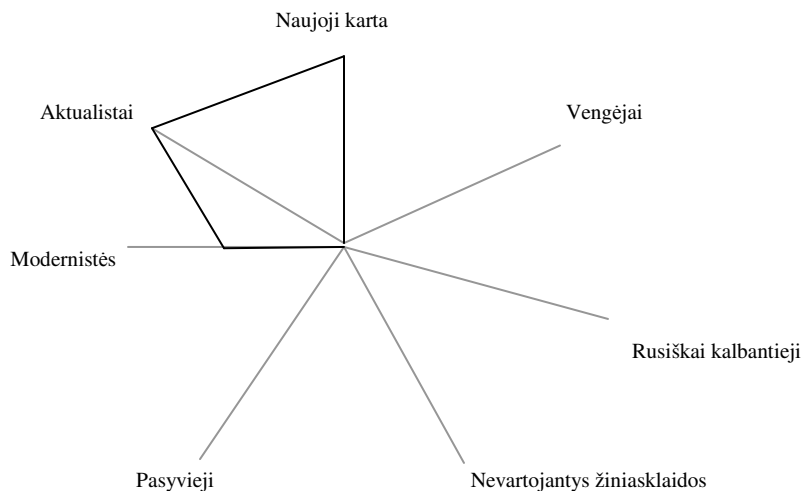 Naujoji karta
Aktualistai
Vengėjai
Modernistės
Rusiškai kalbantieji
Pasyvieji
Nevartojantys žiniasklaidos